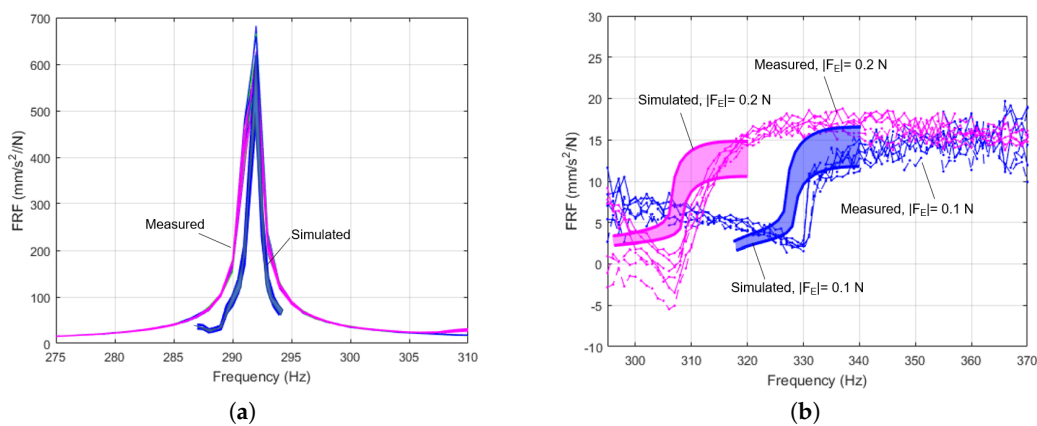 700
600
500
400
300
200
100
0
FRF (mm/s²//N)
Measured
Simulated
275 280 285 290 295 300 305 310
Frequency (Hz)
(a)
30
25
20
15
10
5
0
-5
-10
FRF (mm/s²//N)
Measured, |F_E|= 0.2 N
Simulated, |F_E|= 0.2 N
Measured, |F_E|= 0.1 N
Simulated, |F_E|= 0.1 N
300 310 320 330 340 350 360 370
Frequency (Hz)
(b)